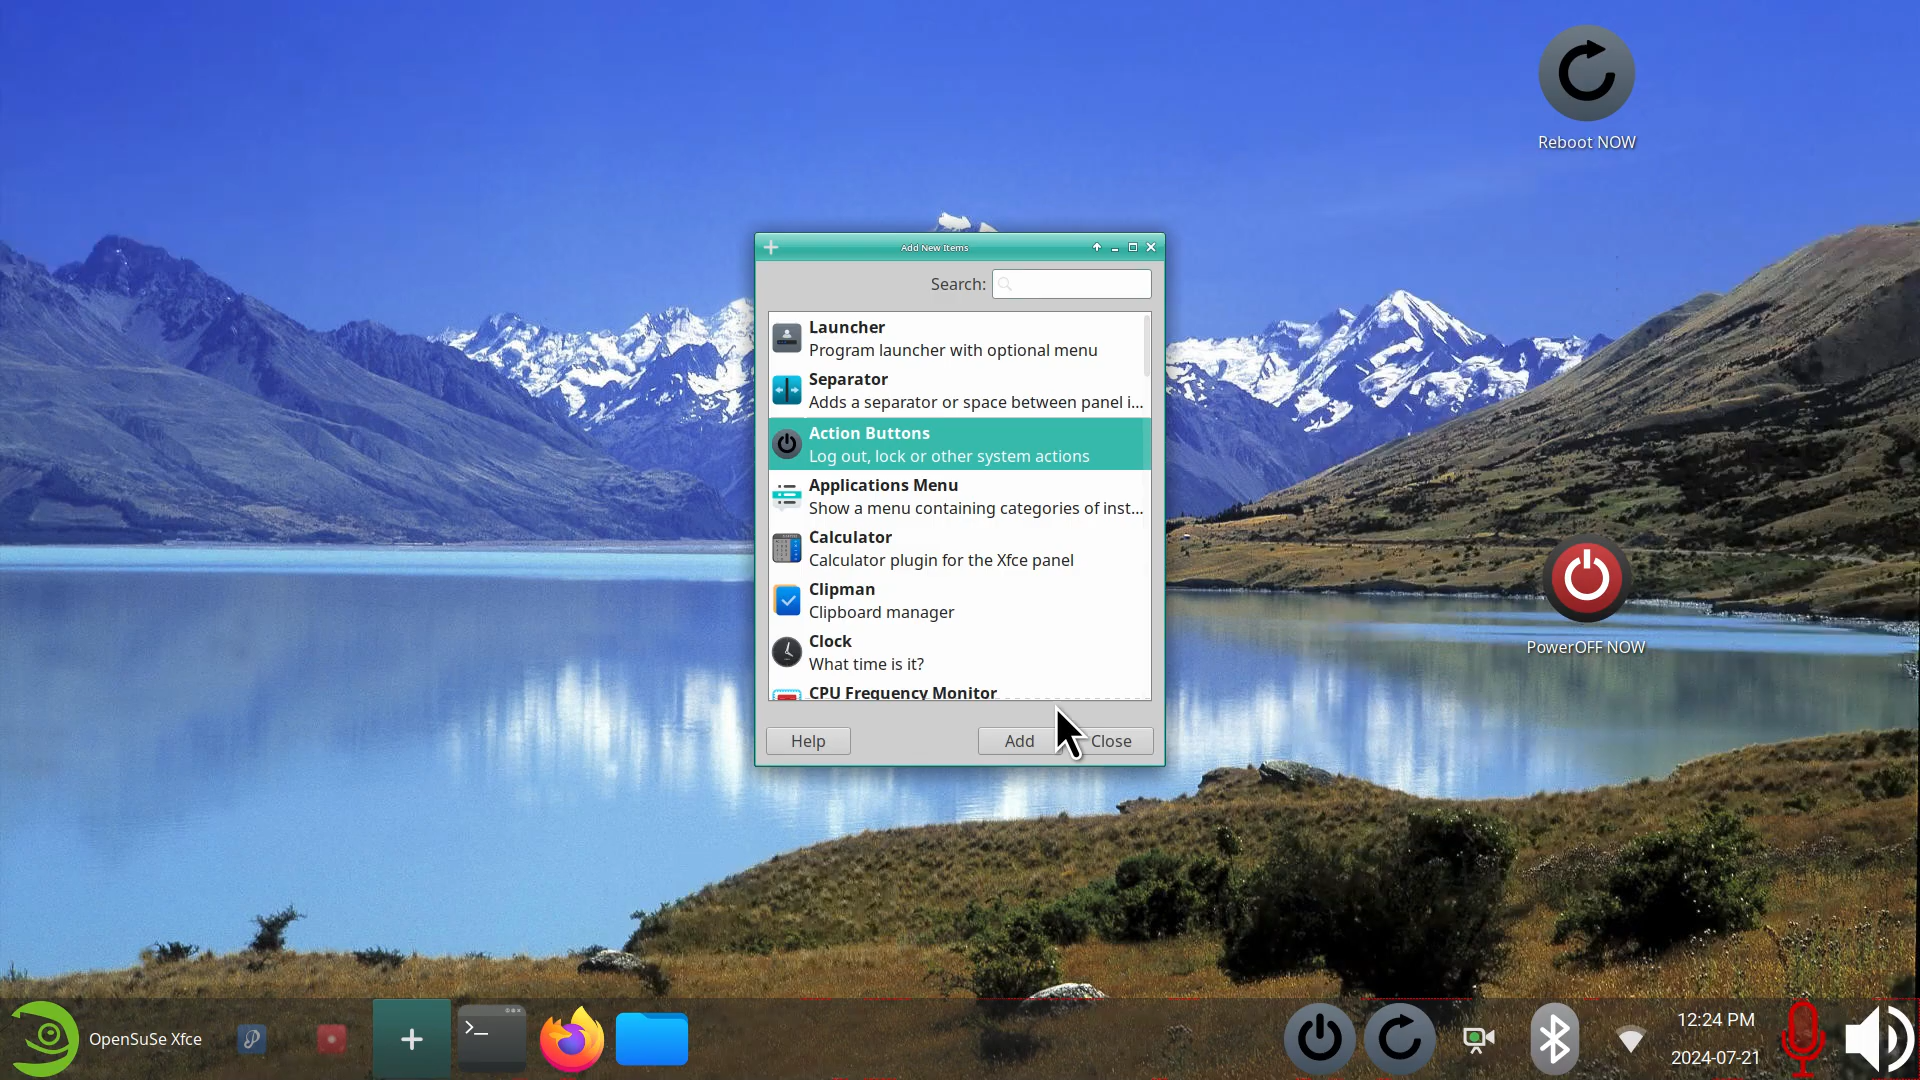 Reboot NOW
Add New Items
Search:
Launcher
Program launcher with optional menu
Separator
Adds a separator or space between panel i...
Action Buttons
Log out, lock or other system actions
Applications Menu
Show a menu containing categories of inst...
Calculator
Calculator plugin for the Xfce panel
Clipman
Clipboard manager
Clock
What time is it?
CPU Frequency Monitor
Help
Add
Close
PowerOFF NOW
OpenSuSe Xfce
12:24 PM
2024-07-21